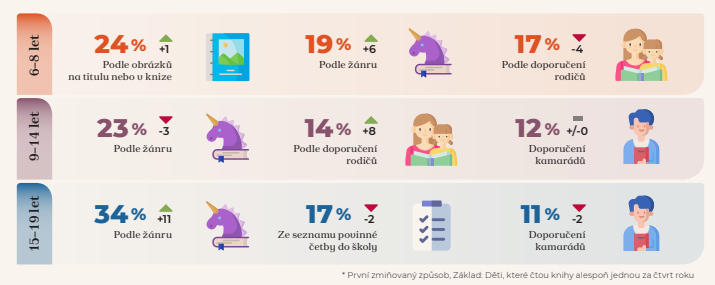 6–8 let
24 %
+1
Podle obrázků
na titulu nebo u knize
19 %
+6
Podle žánru
17 %
-4
Podle doporučení
rodičů
9–14 let
23 %
-3
Podle žánru
14 %
+8
Podle doporučení
rodičů
12 %
+/-0
Doporučení
kamarádů
15–19 let
34 %
+11
Podle žánru
17 %
-2
Ze seznamu povinné
četby do školy
11 %
-2
Doporučení
kamarádů
* První zmiňovaný způsob, Základ: Děti, které čtou knihy alespoň jednou za čtvrt roku